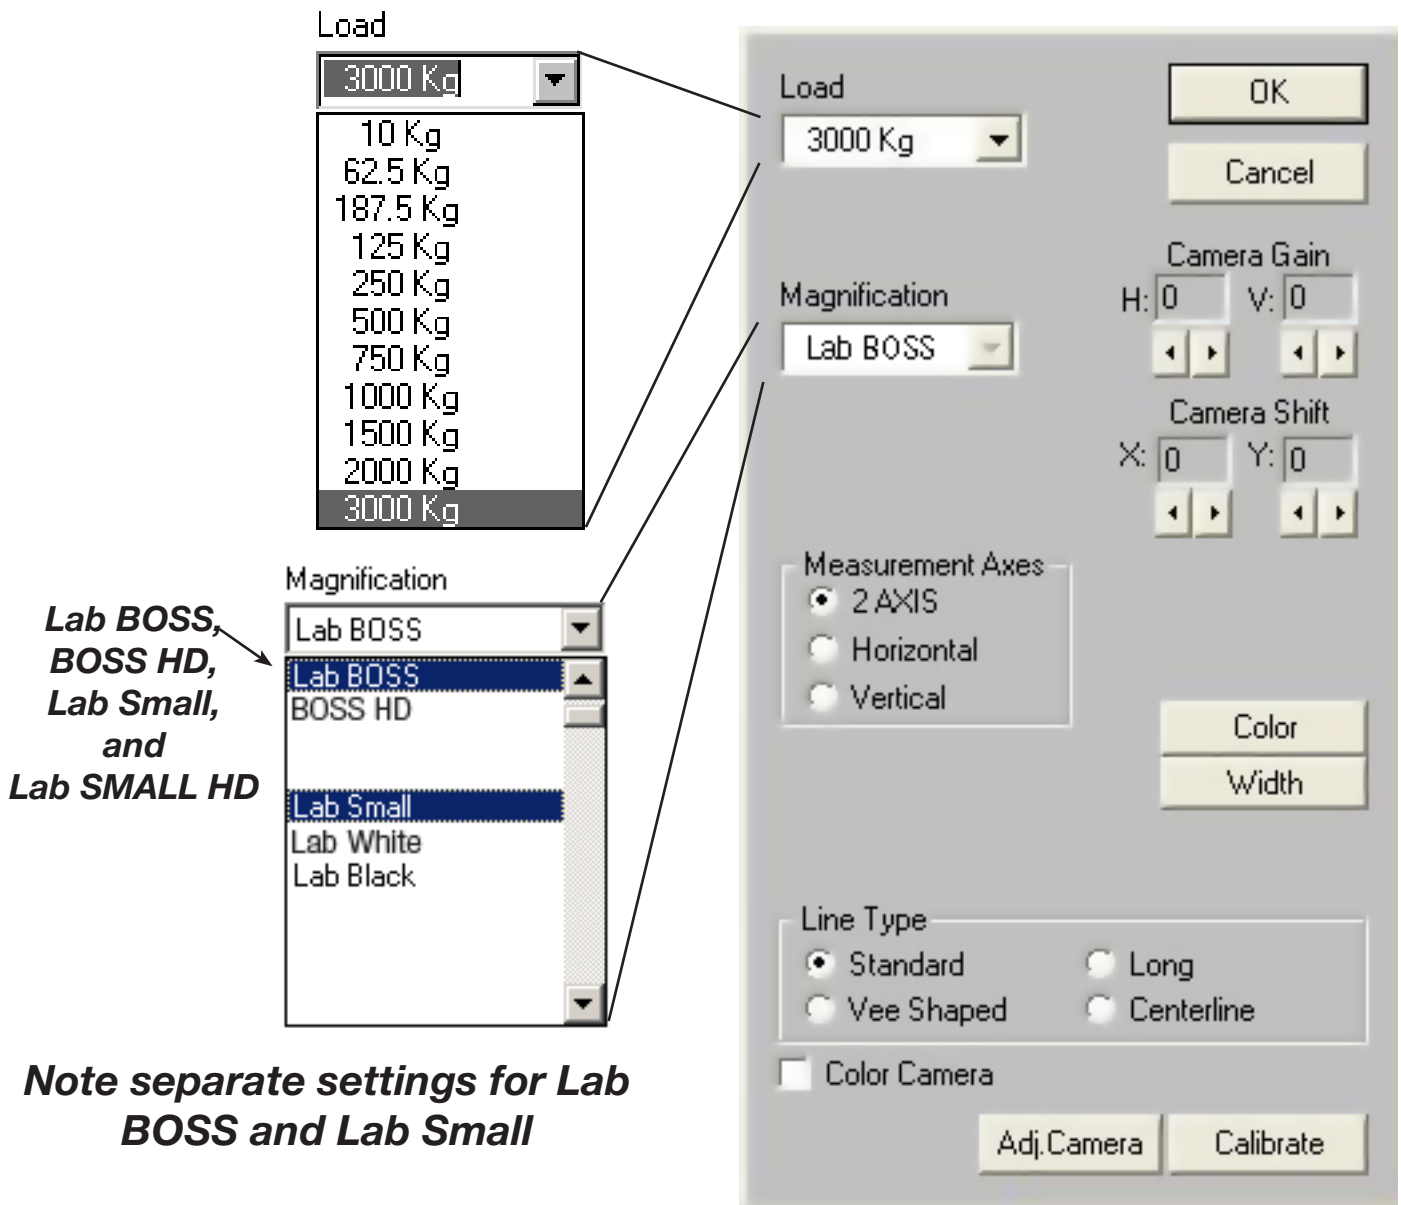 Load
3000 Kg
10 Kg
62.5 Kg
187.5 Kg
125 Kg
250 Kg
500 Kg
750 Kg
1000 Kg
1500 Kg
2000 Kg
3000 Kg
Magnification
Lab BOSS
Lab BOSS
BOSS HD
Lab Small
Lab White
Lab Black
Lab BOSS,
BOSS HD,
Lab Small,
and
Lab SMALL HD
Note separate settings for Lab
BOSS and Lab Small
Load
3000 Kg
OK
Cancel
Magnification
Lab BOSS
Camera Gain
H: 0 V: 0
Camera Shift
X: 0 Y: 0
Measurement Axes
2 AXIS
Horizontal
Vertical
Color
Width
Line Type
Standard Long
Vee Shaped Centerline
Color Camera
Adj.Camera Calibrate